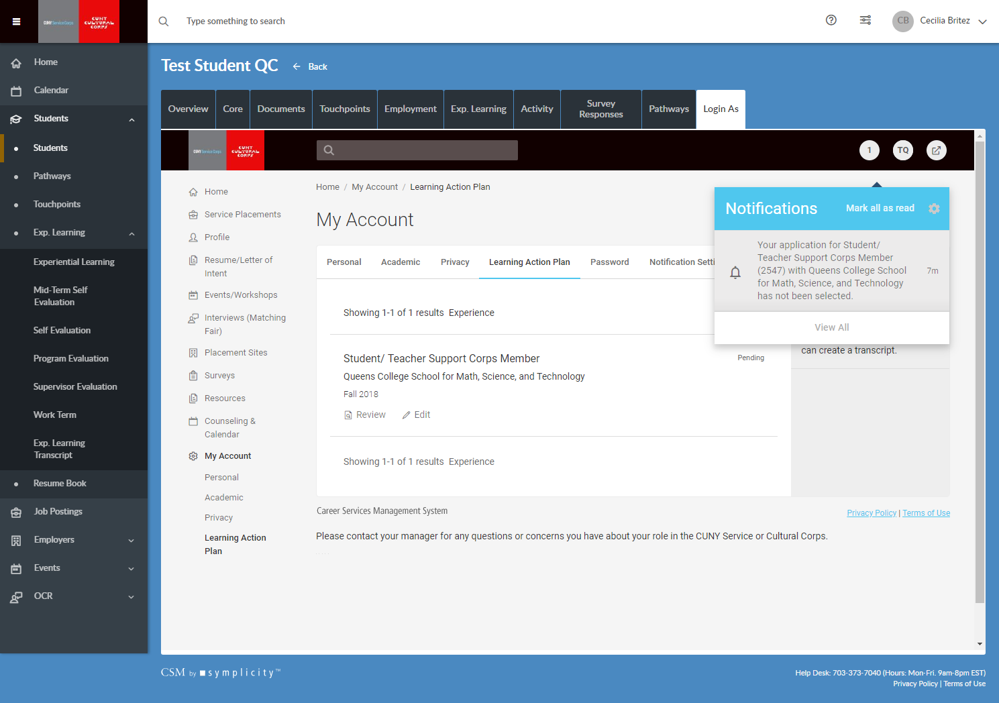 CUNY Service Corps
CUNY
CULTURAL
CORPS
Type something to search
CB
Cecilia Britez
Home
Calendar
Students
Students
Pathways
Touchpoints
Exp. Learning
Experiential Learning
Mid-Term Self
Evaluation
Self Evaluation
Program Evaluation
Supervisor Evaluation
Work Term
Exp. Learning
Transcript
Resume Book
Job Postings
Employers
Events
OCR
Test Student QC
Back
Overview
Core
Documents
Touchpoints
Employment
Exp. Learning
Activity
Survey
Responses
Pathways
Login As
CUNY Service Corps
CUNY
CULTURAL
CORPS
1
TQ
Home
Service Placements
Profile
Resume/Letter of
Intent
Events/Workshops
Interviews (Matching
Fair)
Placement Sites
Surveys
Resources
Counseling &
Calendar
My Account
Personal
Academic
Privacy
Learning Action
Plan
Home / My Account / Learning Action Plan
My Account
Personal
Academic
Privacy
Learning Action Plan
Password
Notification Setti
Showing 1-1 of 1 results Experience
Student/ Teacher Support Corps Member
Pending
Queens College School for Math, Science, and Technology
Fall 2018
Review
Edit
Showing 1-1 of 1 results Experience
Notifications
Mark all as read
Your application for Student/
Teacher Support Corps Member
(2547) with Queens College School
for Math, Science, and Technology
has not been selected.
7m
View All
can create a transcript.
Career Services Management System
Privacy Policy | Terms of Use
Please contact your manager for any questions or concerns you have about your role in the CUNY Service or Cultural Corps.
CSM by symplicity™
Help Desk: 703-373-7040 (Hours: Mon-Fri. 9am-8pm EST)
Privacy Policy | Terms of Use